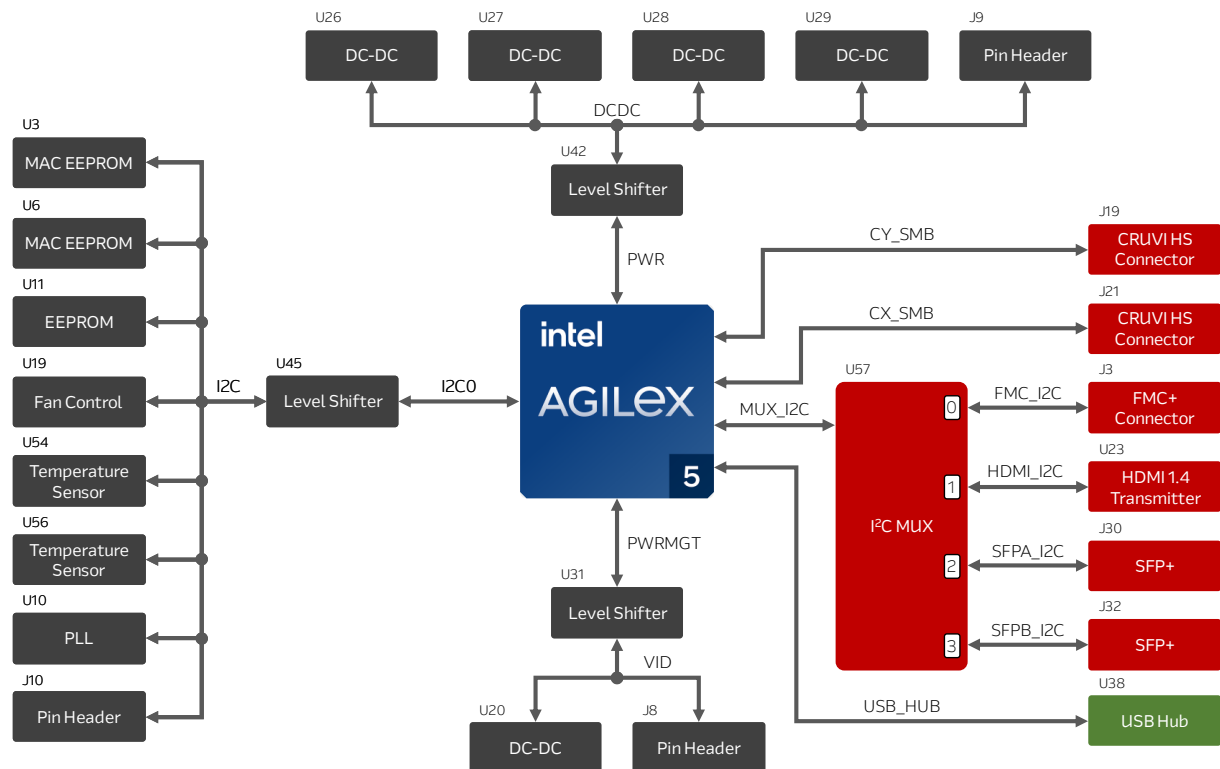 U26
DC-DC
U27
DC-DC
U28
DC-DC
U29
DC-DC
J9
Pin Header
DCDC
U42
Level Shifter
PWR
U3
MAC EEPROM
U6
MAC EEPROM
U11
EEPROM
U19
Fan Control
U54
Temperature
Sensor
U56
Temperature
Sensor
U10
PLL
J10
Pin Header
I2C
U45
Level Shifter
I2C0
intel
AGILEX
5
CY_SMB
J19
CRUVI HS
Connector
CX_SMB
J21
CRUVI HS
Connector
MUX_I2C
U57
I²C MUX
0
FMC_I2C
J3
FMC+
Connector
1
HDMI_I2C
U23
HDMI 1.4
Transmitter
2
SFPA_I2C
J30
SFP+
3
SFPB_I2C
J32
SFP+
USB_HUB
U38
USB Hub
PWRMGT
U31
Level Shifter
VID
U20
DC-DC
J8
Pin Header